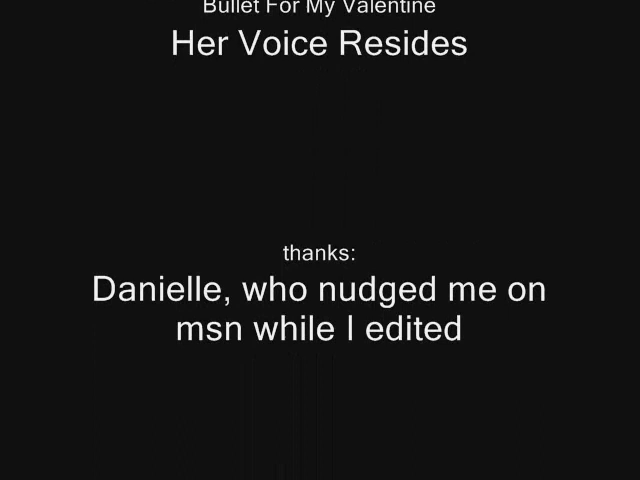 Bullet For My Valentine
Her Voice Resides
thanks:
Danielle, who nudged me on
msn while I edited